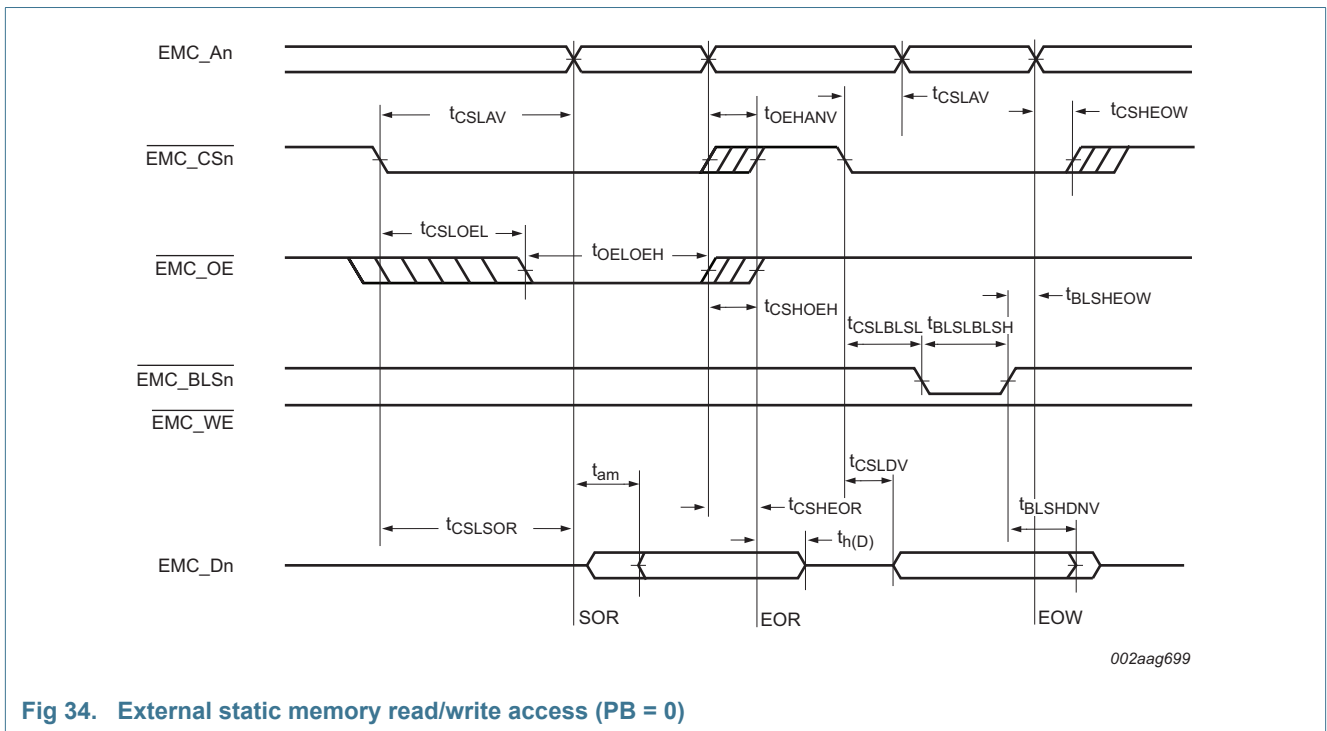 EMC_An
tCSLAV
tOEHANV
tCSLAV
tCSHEOW
EMC_CSn
tCSLOEL
tOELOEH
EMC_OE
tCSHOEH
tBLSHEOW
tCSLBLSL
tBLSLBLSH
EMC_BLSn
EMC_WE
tam
tCSLDV
tCSLSOR
tCSHEOR
tBLSHDNV
th(D)
EMC_Dn
SOR
EOR
EOW
002aag699
Fig 34. External static memory read/write access (PB = 0)